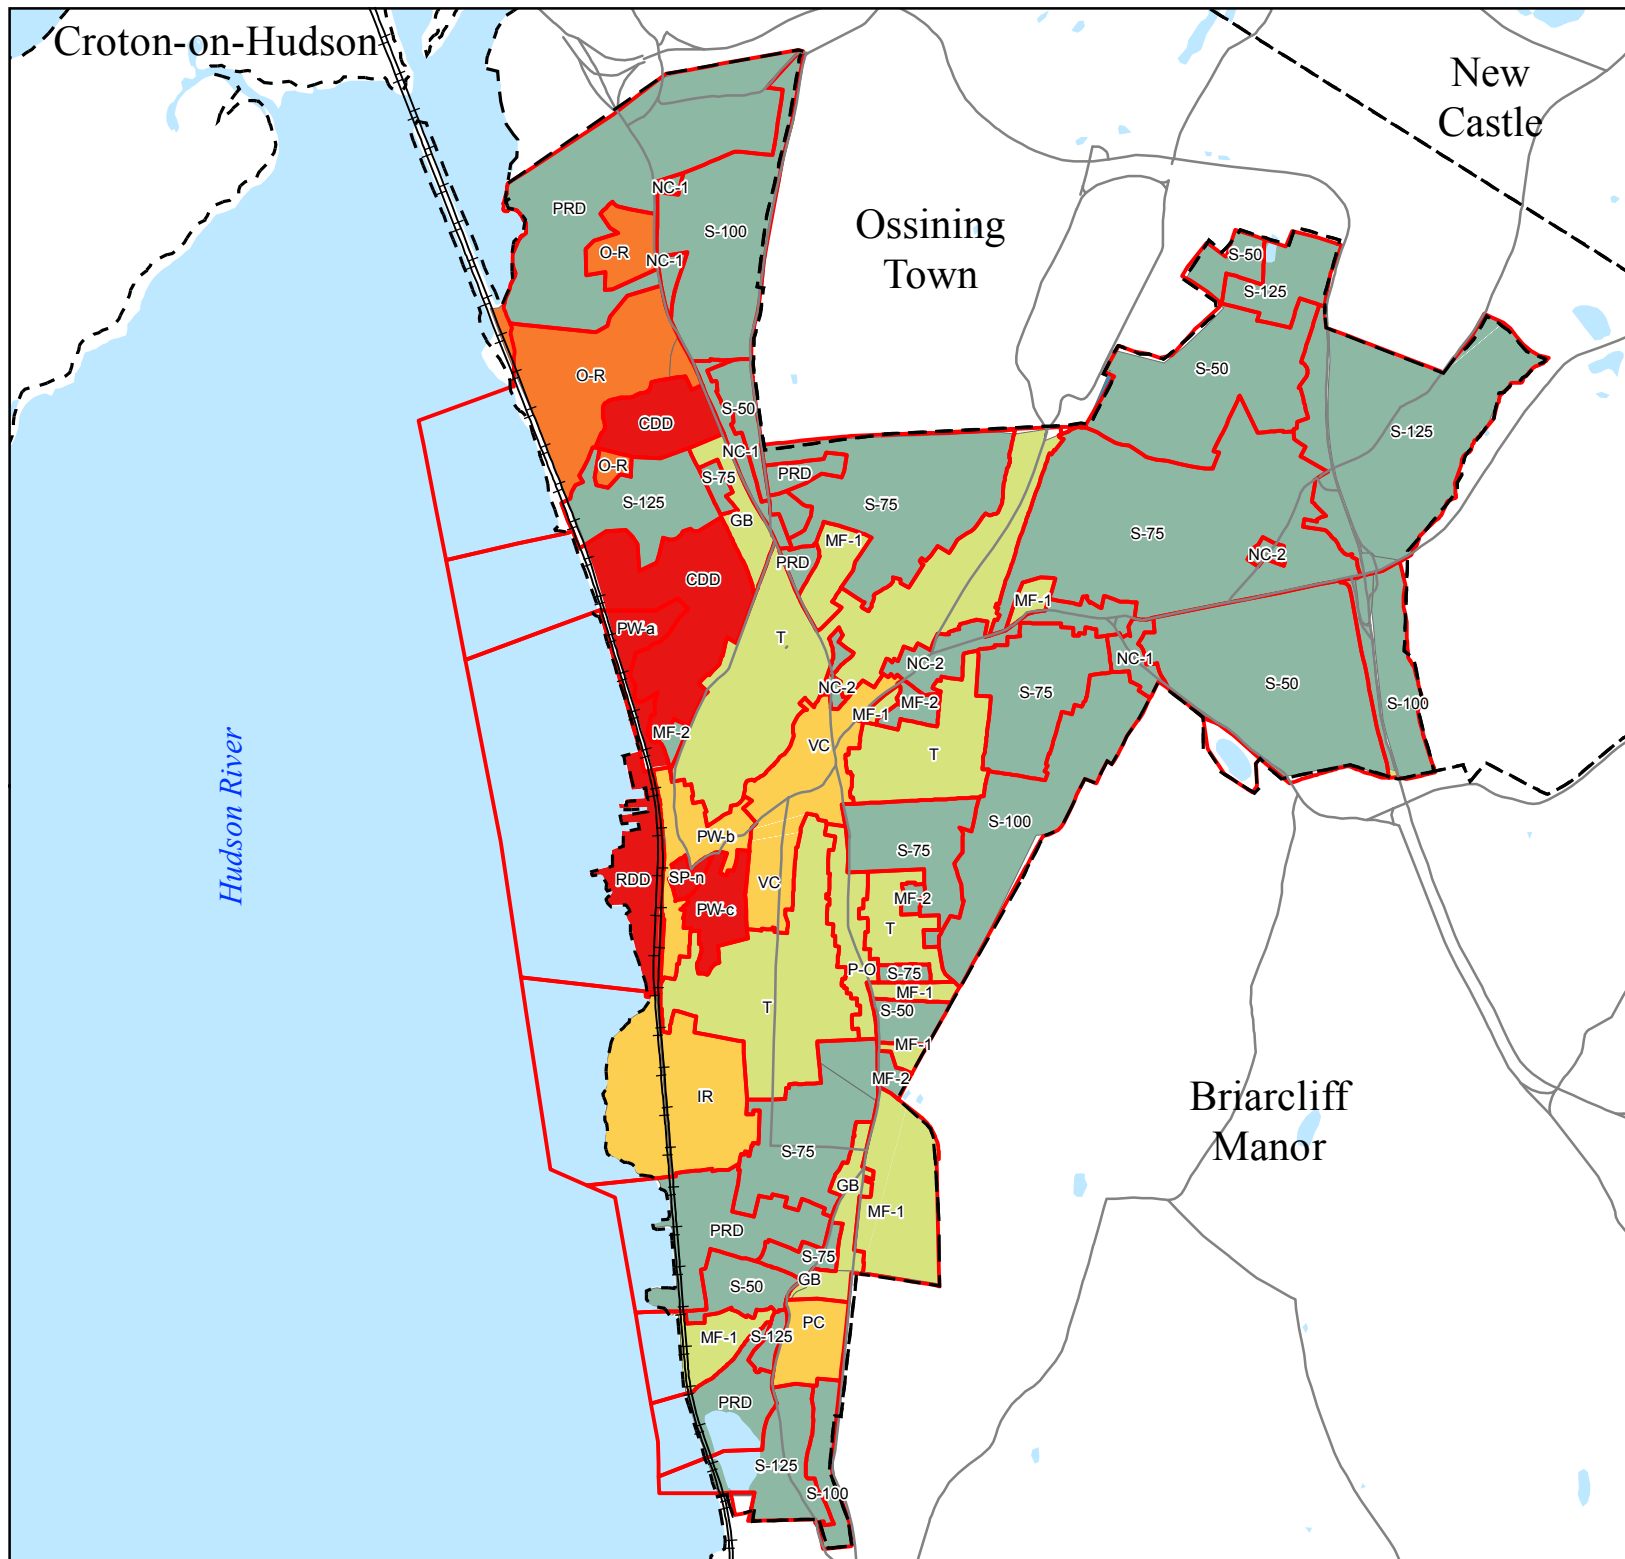 Croton-on-Hudson
New
Castle
NC-1
PRD
S-100
Ossining
Town
O-R
NC-1
S-50
S-125
O-R
S-50
S-50
CDD
S-125
NC-1
O-R
PRD
S-75
S-125
S-75
GB
S-75
MF-1
NC-2
PRD
CDD
MF-1
PW-a
T
NC-1
NC-2
S-50
NC-2
S-75
MF-2
S-100
MF-1
MF-2
VC
T
Hudson River
S-100
PW-b
S-75
SP-n
RDD
VC
MF-2
PW-c
T
P-O
S-75
MF-1
T
S-50
MF-1
MF-2
IR
Briarcliff
Manor
S-75
GB
MF-1
PRD
S-75
GB
S-50
PC
MF-1
S-125
PRD
S-125
S-100